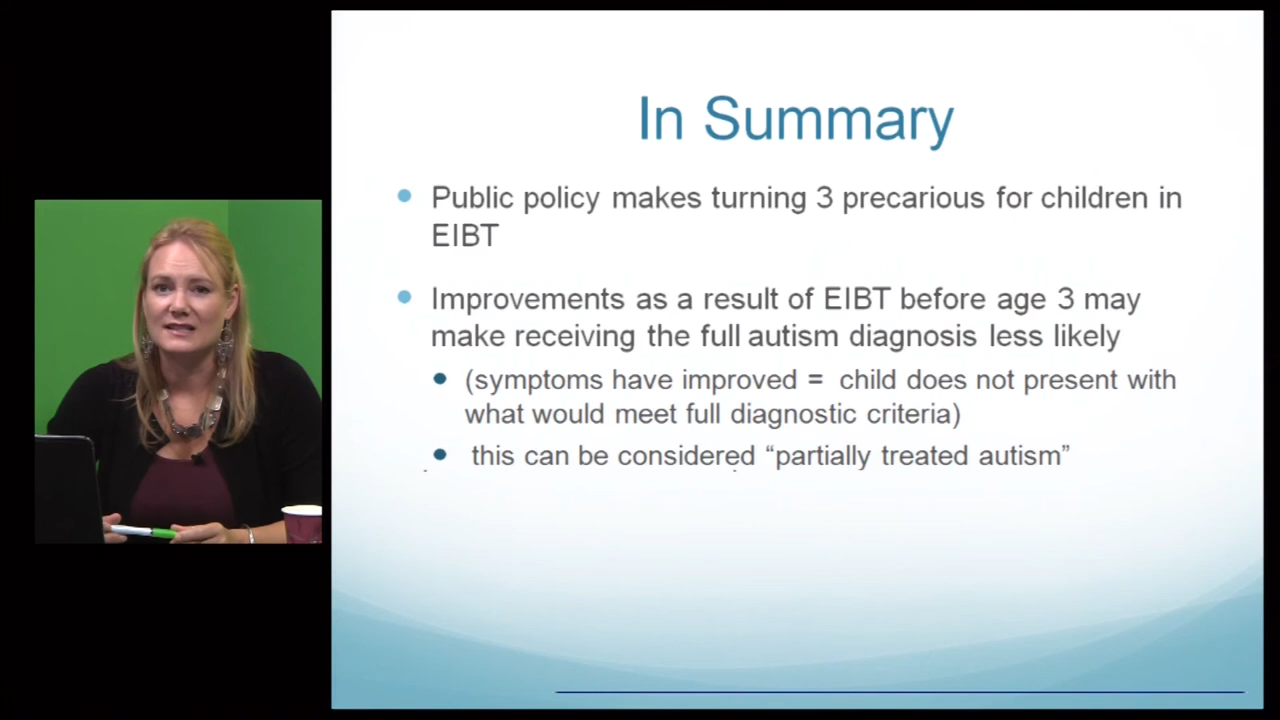 In Summary
Public policy makes turning 3 precarious for children in
EIBT
Improvements as a result of EIBT before age 3 may
make receiving the full autism diagnosis less likely
(symptoms have improved = child does not present with
what would meet full diagnostic criteria)
this can be considered “partially treated autism”